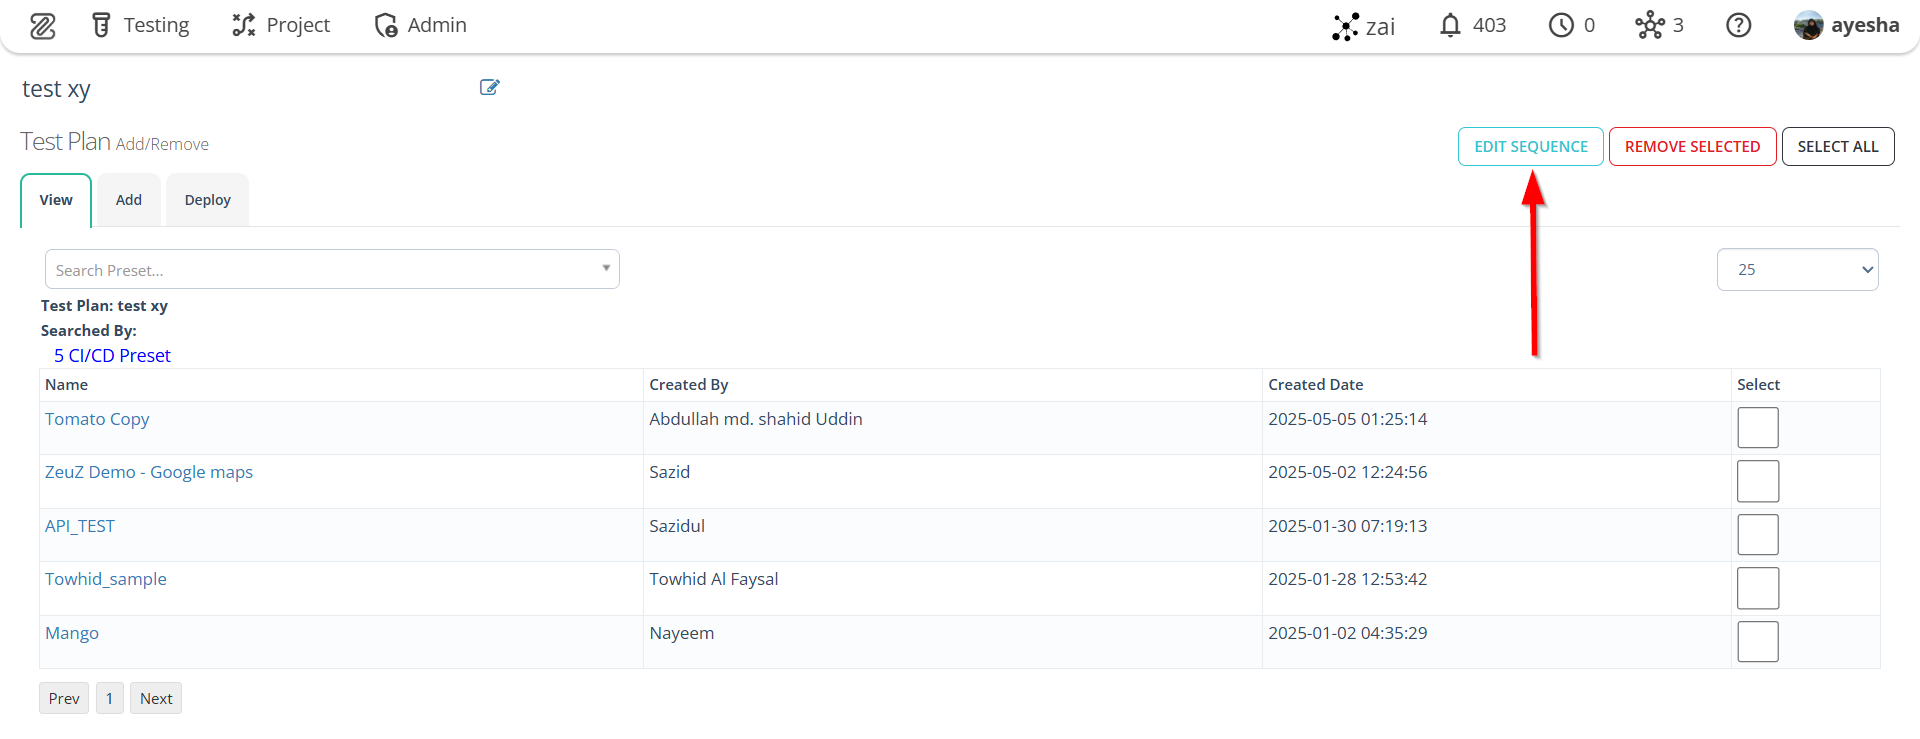 Testing Project Admin zai 403 0 3 ayesha
test xy
Test Plan Add/Remove EDIT SEQUENCE REMOVE SELECTED SELECT ALL
View Add Deploy
Search Preset... 25
Test Plan: test xy
Searched By:
5 CI/CD Preset
Name Created By Created Date Select
Tomato Copy Abdullah md. shahid Uddin 2025-05-05 01:25:14
ZeuZ Demo - Google maps Sazid 2025-05-02 12:24:56
API_TEST Sazidul 2025-01-30 07:19:13
Towhid_sample Towhid Al Faysal 2025-01-28 12:53:42
Mango Nayeem 2025-01-02 04:35:29
Prev 1 Next